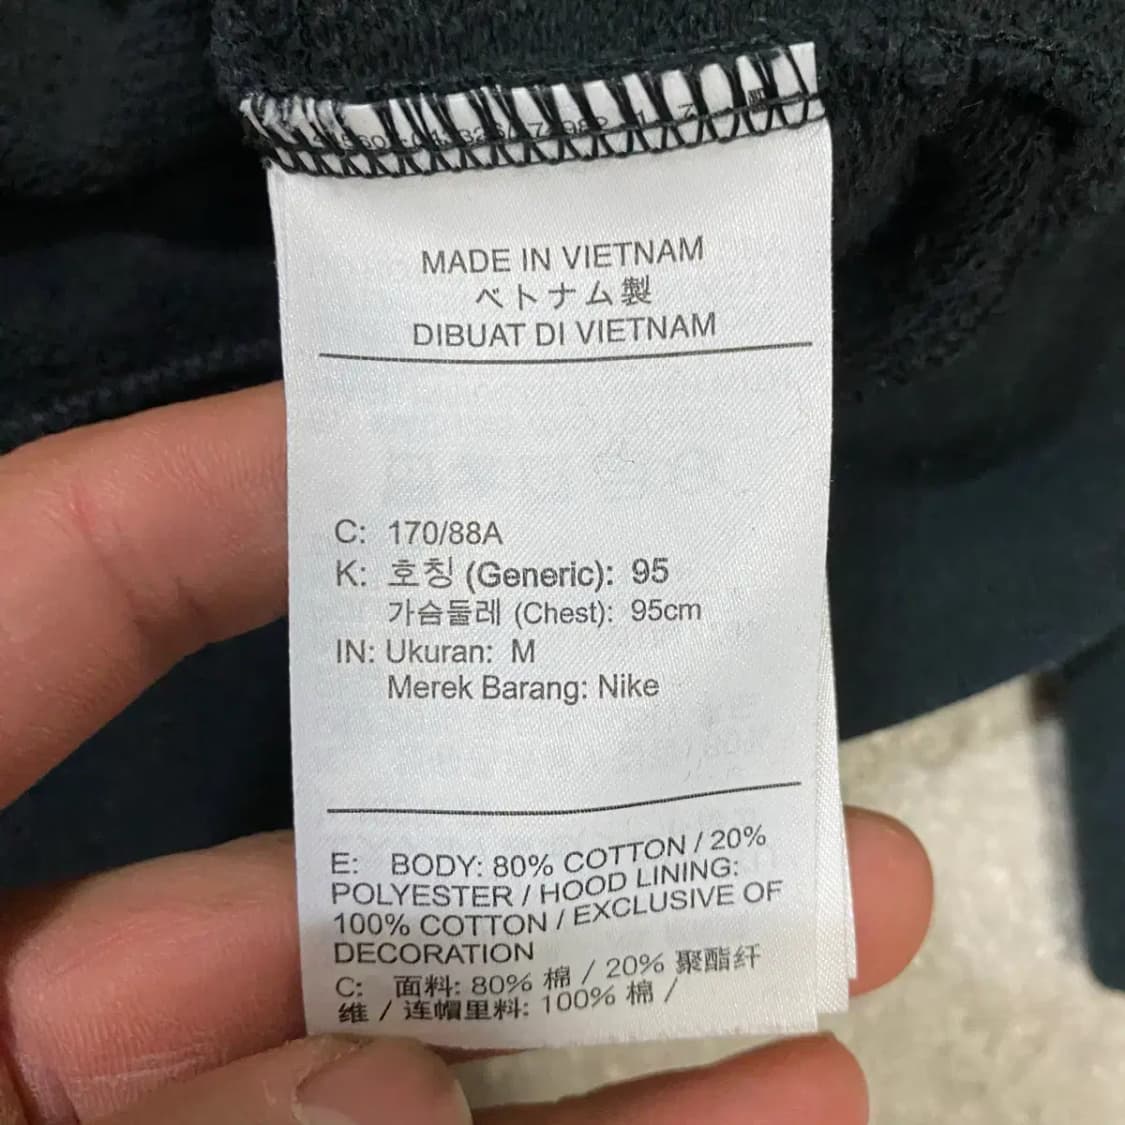 MADE IN VIETNAM
ベトナム製
DIBUAT DI VIETNAM
C: 170/88A
K: 호칭 (Generic): 95
가슴둘레 (Chest): 95cm
IN: Ukuran: M
Merek Barang: Nike
E: BODY: 80% COTTON / 20%
POLYESTER / HOOD LINING:
100% COTTON / EXCLUSIVE OF
DECORATION
C: 面料: 80% 棉 / 20% 聚酯纤
维 / 连帽里料: 100% 棉 /